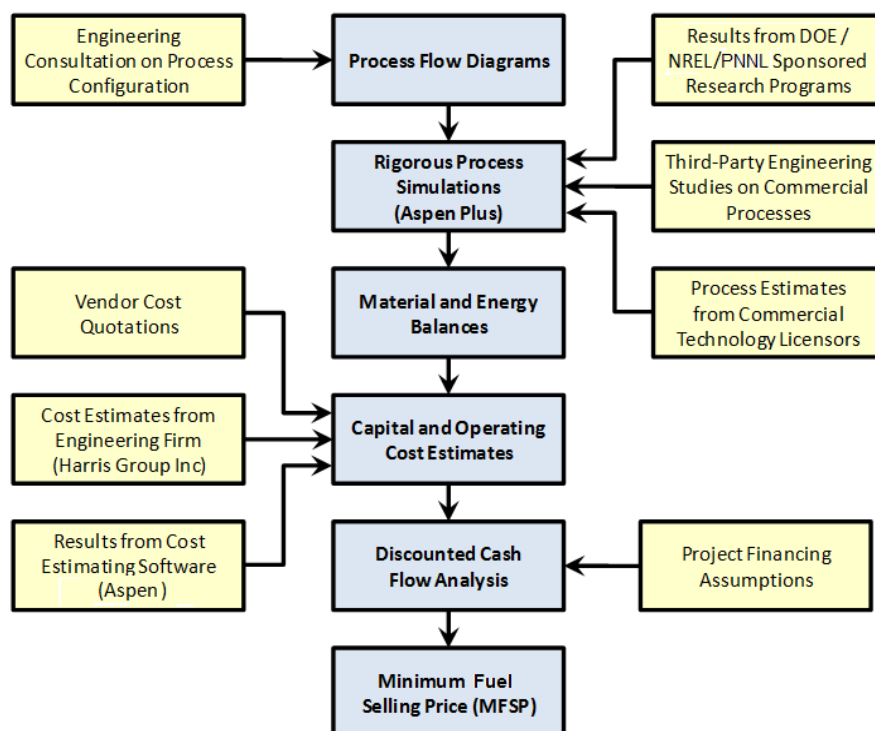 Engineering
Consultation on Process
Configuration
Process Flow Diagrams
Results from DOE /
NREL/PNNL Sponsored
Research Programs
Rigorous Process
Simulations
(Aspen Plus)
Third-Party Engineering
Studies on Commercial
Processes
Vendor Cost
Quotations
Material and Energy
Balances
Process Estimates
from Commercial
Technology Licensors
Cost Estimates from
Engineering Firm
(Harris Group Inc)
Capital and Operating
Cost Estimates
Results from Cost
Estimating Software
(Aspen )
Discounted Cash
Flow Analysis
Project Financing
Assumptions
Minimum Fuel
Selling Price (MFSP)